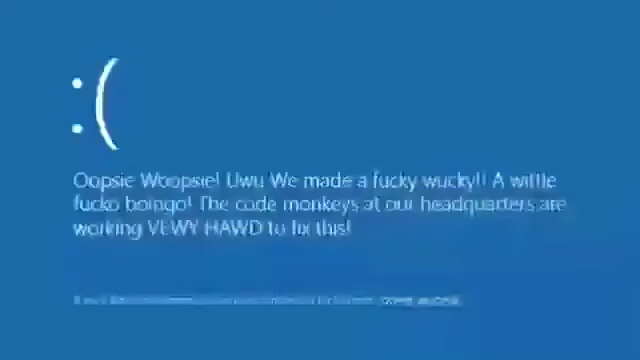 :(
Oopsie Woopsie! Uwu We made a fucky wucky!! A wittle
fucko boingo! The code monkeys at our headquarters are
working VEWY HAWD to fix this!